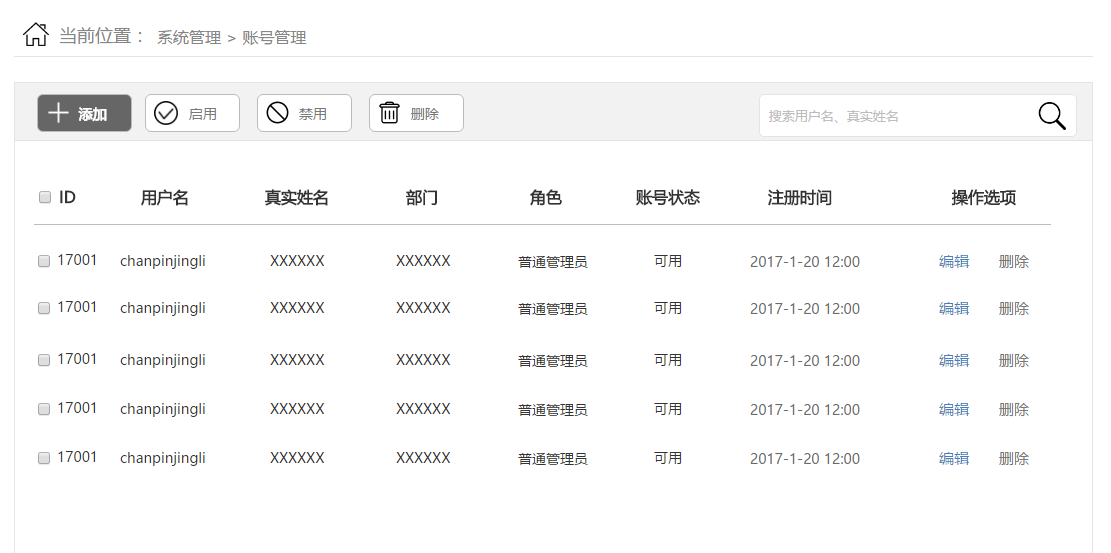 当前位置： 系统管理 > 账号管理
添加 启用 禁用 删除 搜索用户名、真实姓名
ID 用户名 真实姓名 部门 角色 账号状态 注册时间 操作选项
17001 chanpinjingli XXXXXX XXXXXX 普通管理员 可用 2017-1-20 12:00 编辑 删除
17001 chanpinjingli XXXXXX XXXXXX 普通管理员 可用 2017-1-20 12:00 编辑 删除
17001 chanpinjingli XXXXXX XXXXXX 普通管理员 可用 2017-1-20 12:00 编辑 删除
17001 chanpinjingli XXXXXX XXXXXX 普通管理员 可用 2017-1-20 12:00 编辑 删除
17001 chanpinjingli XXXXXX XXXXXX 普通管理员 可用 2017-1-20 12:00 编辑 删除